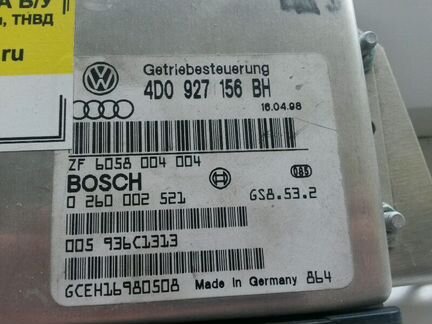 А В/У
, ТНВД
.ru
Getriebesteuerung
4D0 927 156 BH
16.04.98
ZF 6058 004 004
BOSCH
085
0 260 002 521
GS8.53.2
005 936C1313
GCEH16980508 Made in Germany 864